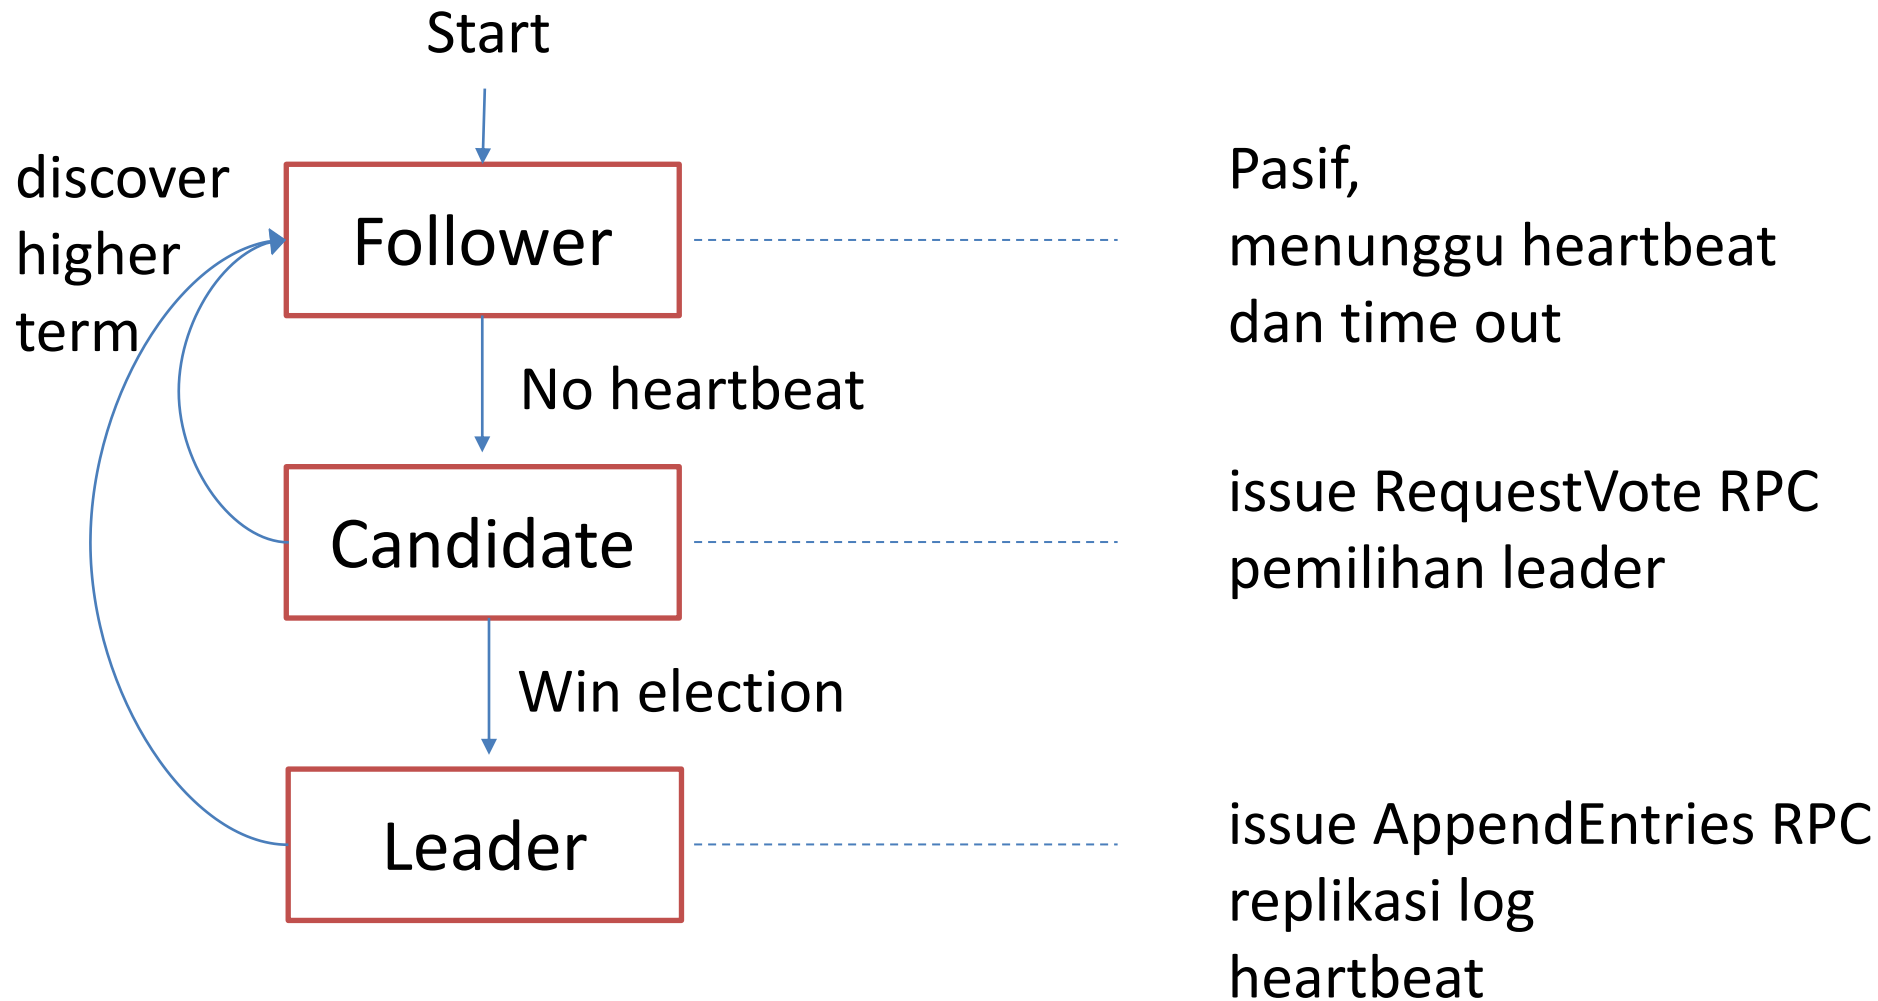 Start
discover
higher
term
Follower
Pasif,
menunggu heartbeat
dan time out
No heartbeat
Candidate
issue RequestVote RPC
pemilihan leader
Win election
Leader
issue AppendEntries RPC
replikasi log
heartbeat